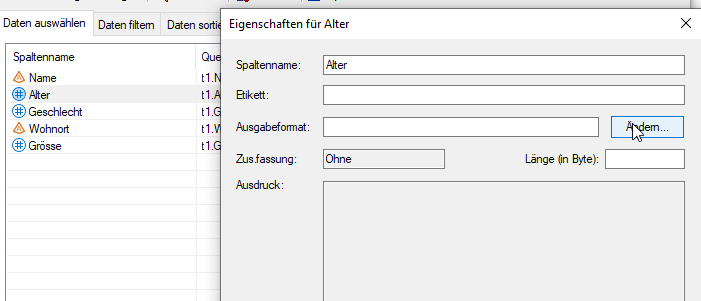 Daten auswählen
Daten filtern
Daten sortie
Spaltenname
Que
Name
t1.N
Alter
t1.A
Geschlecht
t1.G
Wohnort
t1.W
Grösse
t1.G
Eigenschaften für Alter
Spaltenname:
Alter
Etikett:
Ausgabeformat:
Ändern...
Zus.fassung:
Ohne
Länge (in Byte):
Ausdruck: